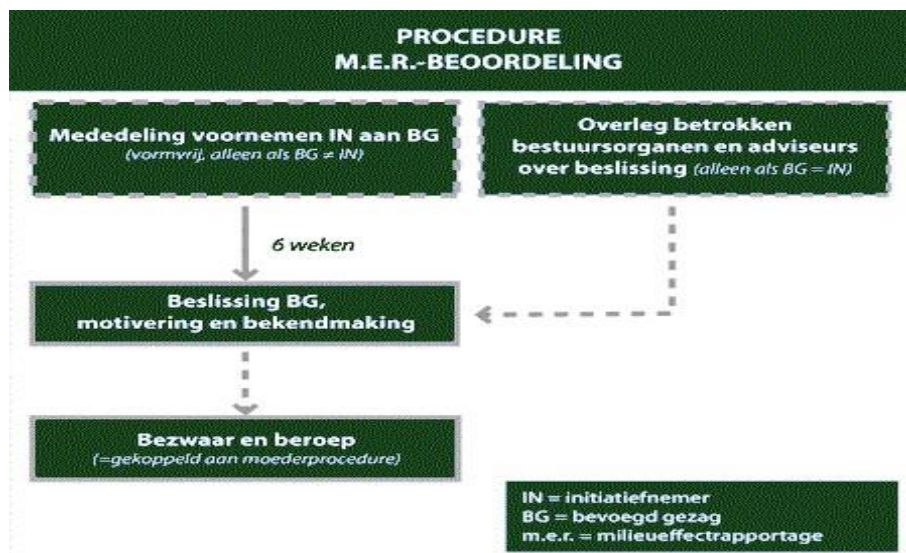 PROCEDURE
M.E.R.-BEOORDELING
Mededeling voornemen IN aan BG
(vormvrij, alleen als BG ≠ IN)
Overleg betrokken
bestuursorganen en adviseurs
over beslissing (alleen als BG = IN)
6 weken
Beslissing BG,
motivering en bekendmaking
Bezwaar en beroep
(=gekoppeld aan moederprocedure)
IN = initiatiefnemer
BG = bevoegd gezag
m.e.r. = milieueffectrapportage